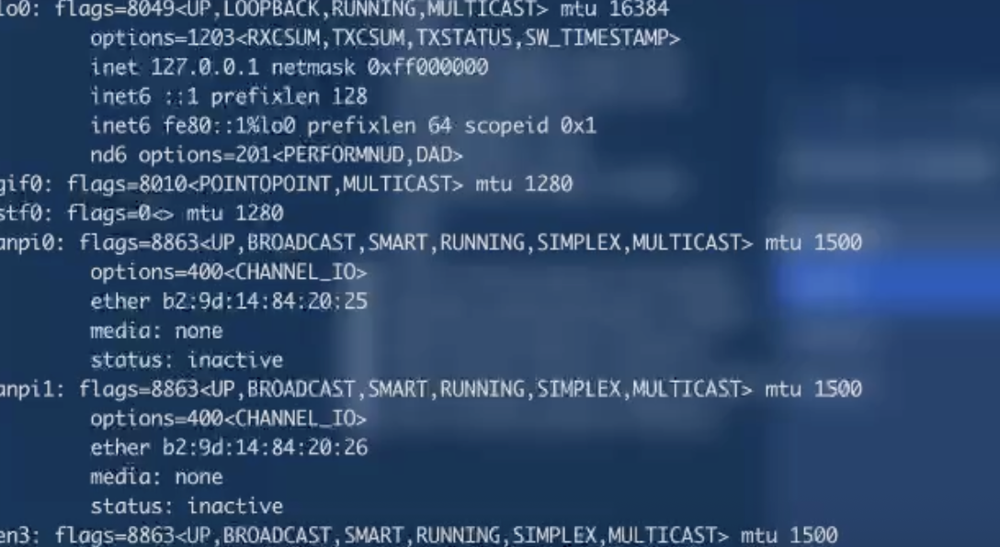 lo0: flags=8049<UP,LOOPBACK,RUNNING,MULTICAST> mtu 16384
options=1203<RXCSUM,TXCSUM,TXSTATUS,SW_TIMESTAMP>
inet 127.0.0.1 netmask 0xff000000
inet6 ::1 prefixlen 128
inet6 fe80::1%lo0 prefixlen 64 scopeid 0x1
nd6 options=201<PERFORMNUD,DAD>
gif0: flags=8010<POINTOPOINT,MULTICAST> mtu 1280
stf0: flags=0<> mtu 1280
anpi0: flags=8863<UP,BROADCAST,SMART,RUNNING,SIMPLEX,MULTICAST> mtu 1500
options=400<CHANNEL_IO>
ether b2:9d:14:84:20:25
media: none
status: inactive
anpi1: flags=8863<UP,BROADCAST,SMART,RUNNING,SIMPLEX,MULTICAST> mtu 1500
options=400<CHANNEL_IO>
ether b2:9d:14:84:20:26
media: none
status: inactive
en3: flags=8863<UP,BROADCAST,SMART,RUNNING,SIMPLEX,MULTICAST> mtu 1500